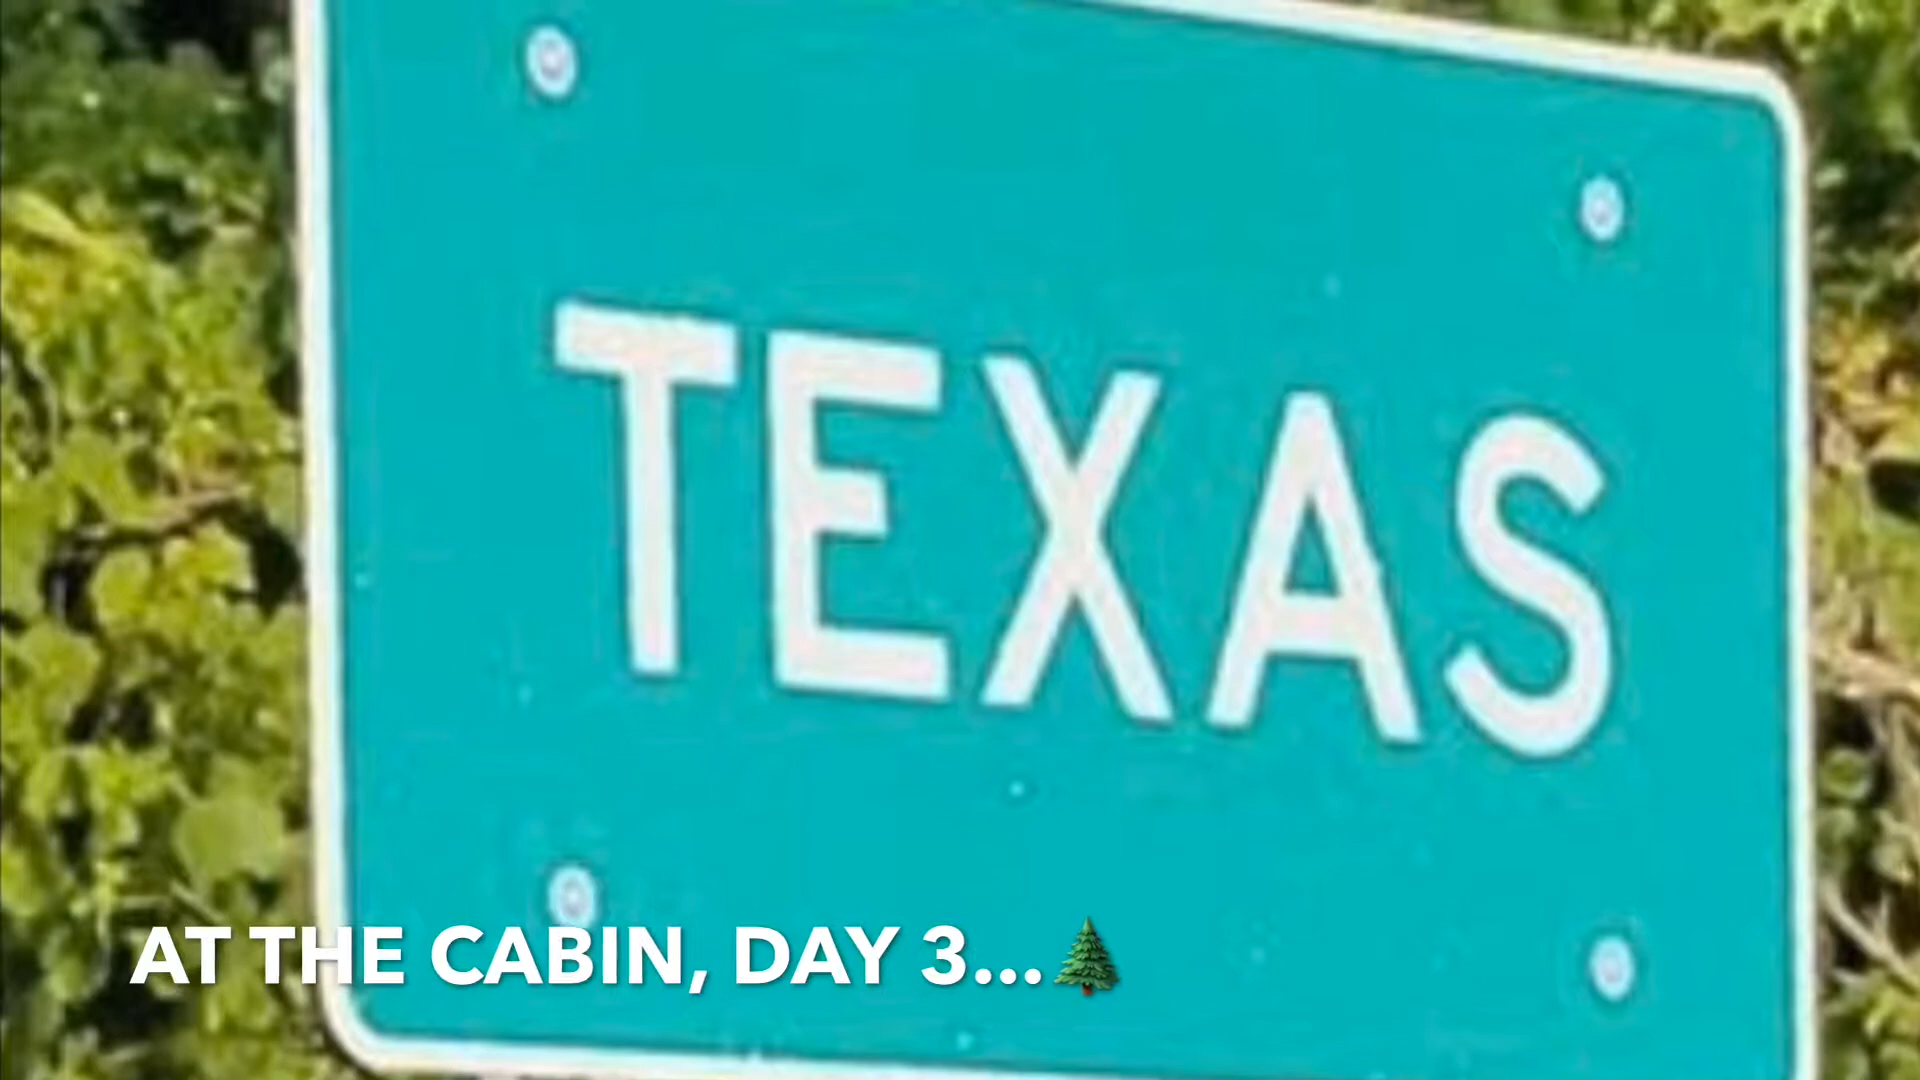 TEXAS
AT THE CABIN, DAY 3...🌲